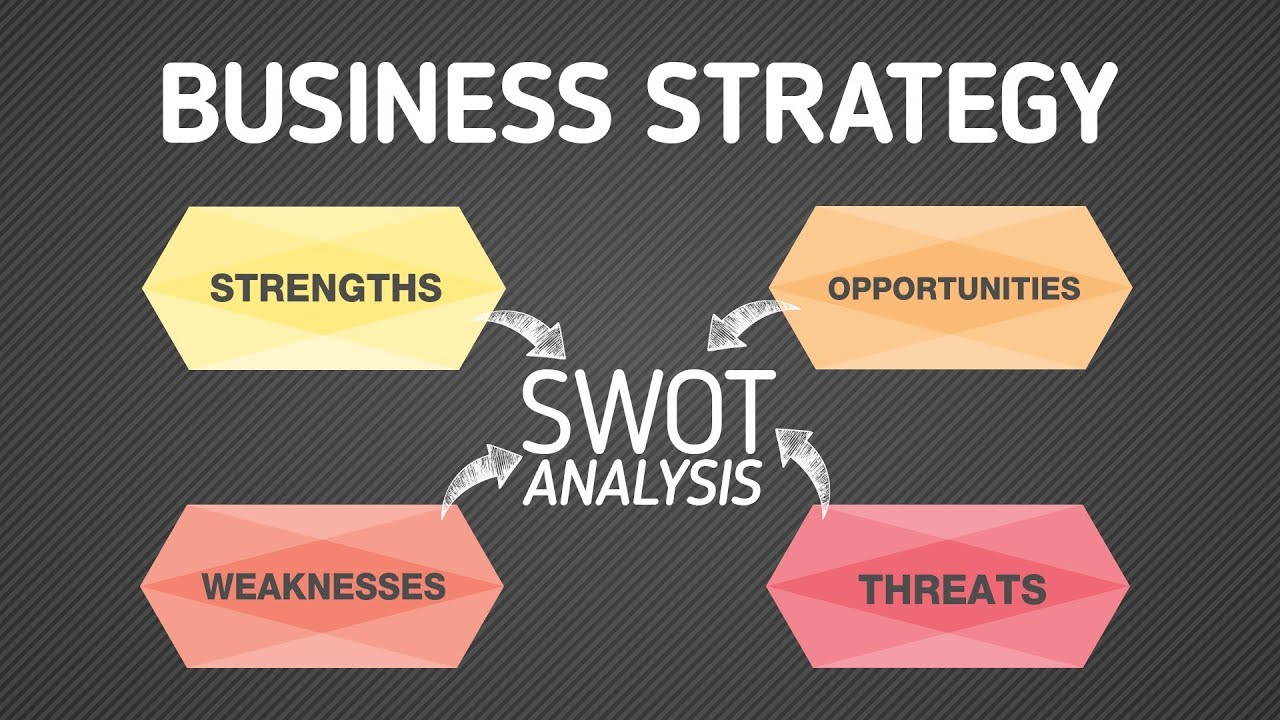 BUSINESS STRATEGY
STRENGTHS
OPPORTUNITIES
SWOT
ANALYSIS
WEAKNESSES
THREATS